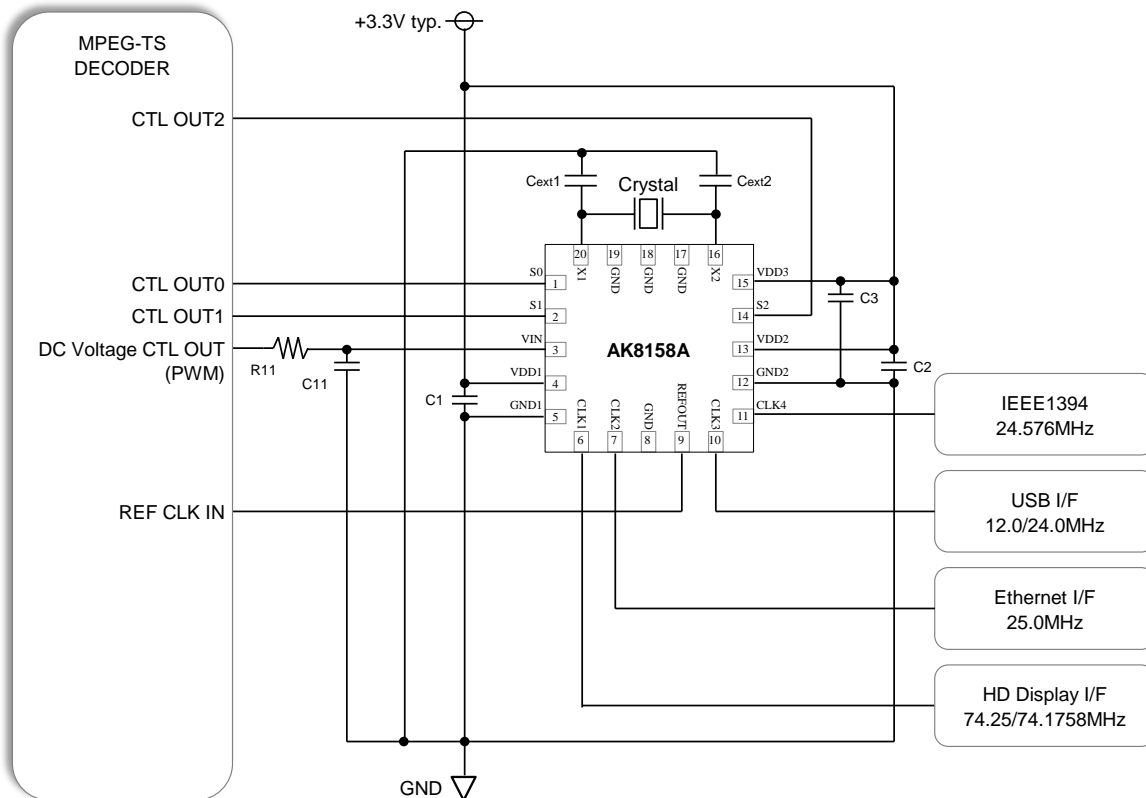 +3.3V typ.
MPEG-TS
DECODER
CTL OUT2
Cext1
Crystal
Cext2
20
19
18
17
16
X1
GND
GND
GND
X2
CTL OUT0
S0
1
VDD3
15
C3
CTL OUT1
S1
2
S2
14
DC Voltage CTL OUT
(PWM)
R11
C11
VIN
3
AK8158A
VDD2
13
C2
C1
VDD1
4
GND2
12
GND1
5
CLK4
11
CLK1
CLK2
GND
REFOUT
CLK3
6
7
8
9
10
IEEE1394
24.576MHz
REF CLK IN
USB I/F
12.0/24.0MHz
Ethernet I/F
25.0MHz
HD Display I/F
74.25/74.1758MHz
GND